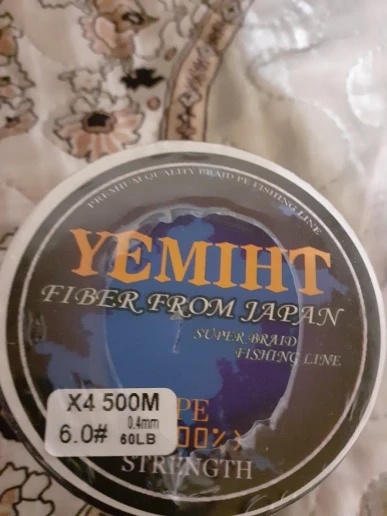 PREMIUM QUALITY BRAID PE FISHING LINE
YEMIHT
FIBER FROM JAPAN
SUPER BRAID
FISHING LINE
X4 500M
0.4mm
6.0# 60LB
PE
00%)
STRENGTH